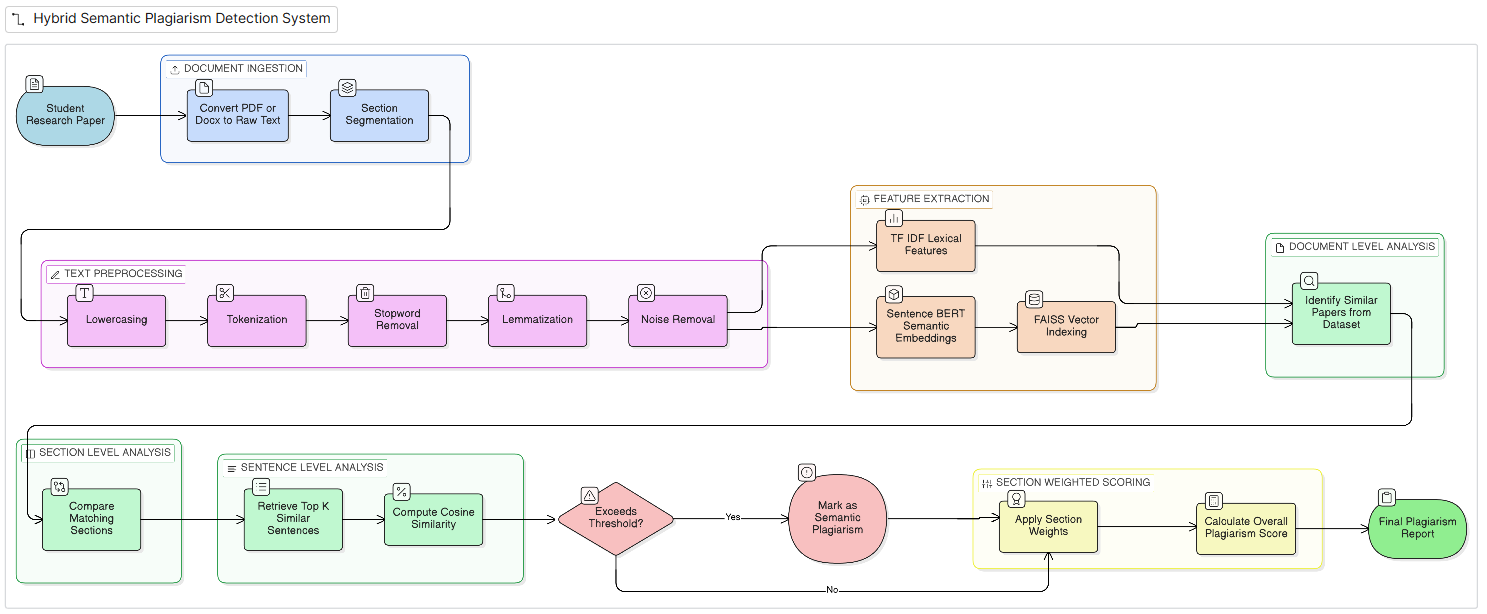 Hybrid Semantic Plagiarism Detection System
DOCUMENT INGESTION
Student
Research Paper
Convert PDF or
Docx to Raw Text
Section
Segmentation
FEATURE EXTRACTION
TF IDF Lexical
Features
DOCUMENT LEVEL ANALYSIS
TEXT PREPROCESSING
Lowercasing
Tokenization
Stopword
Removal
Lemmatization
Noise Removal
Sentence BERT
Semantic
Embeddings
FAISS Vector
Indexing
Identify Similar
Papers from
Dataset
SECTION LEVEL ANALYSIS
Compare
Matching
Sections
SENTENCE LEVEL ANALYSIS
Retrieve Top K
Similar
Sentences
Compute Cosine
Similarity
Exceeds
Threshold?
Yes
No
Mark as
Semantic
Plagiarism
SECTION WEIGHTED SCORING
Apply Section
Weights
Calculate Overall
Plagiarism Score
Final Plagiarism
Report